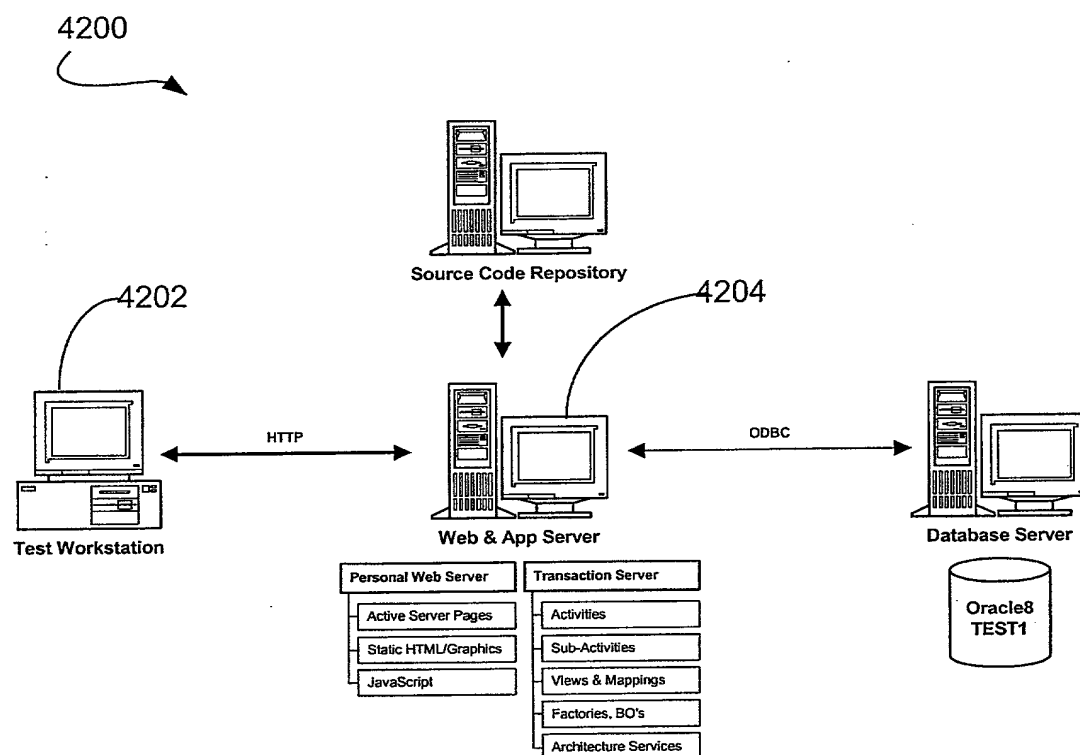 4200
Source Code Repository
4202
4204
HTTP
ODBC
Test Workstation
Web & App Server
Database Server
Personal Web Server
Active Server Pages
Static HTML/Graphics
JavaScript
Transaction Server
Activities
Sub-Activities
Views & Mappings
Factories, BO's
Architecture Services
Oracle8
TEST1